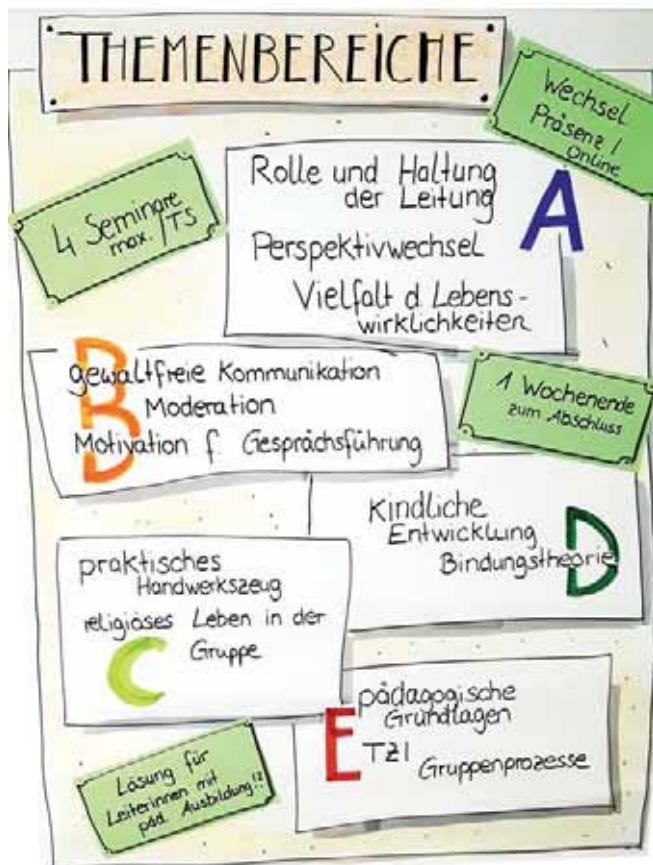 THEMENBEREICHE
Wechsel
Präsenz /
Online
4 Seminare
max. /TS
Rolle und Haltung
der Leitung
Perspektivwechsel
Vielfalt d. Lebens-
wirklichkeiten
A
B
gewaltfreie Kommunikation
Moderation
Motivation f. Gesprächsführung
1 Wochenende
zum Abschluss
kindliche
Entwicklung
Bindungstheorie
D
praktisches
Handwerkszeug
religiöses Leben in der
Gruppe
C
E
pädagogische
Grundlagen
TZI
Gruppenprozesse
Lösung für
Leiterinnen mit
päd. Ausbildung!?